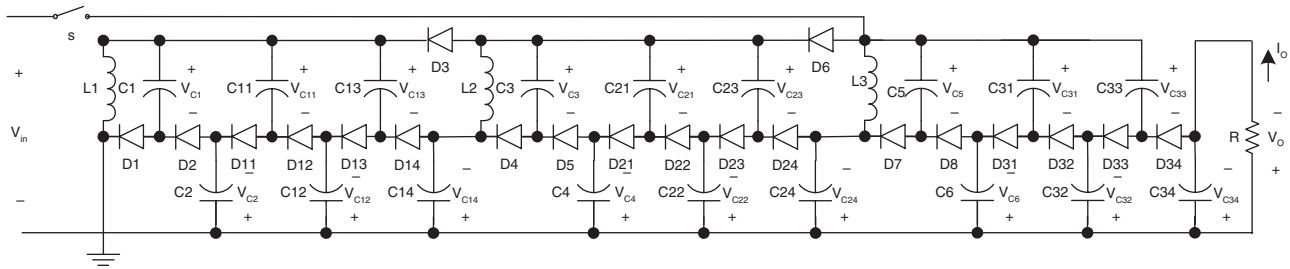 s
D3
D6
I_O
+
L1 C1 + V_C1 C11 + V_C11 C13 + V_C13
L2 C3 + V_C3 C21 + V_C21 C23 + V_C23
L3 C5 + V_C5 C31 + V_C31 C33 + V_C33
V_in
R − V_O +
D1 − D2 D11 D12 D13 D14
D4 − D5 D21 D22 D23 D24
D7 − D8 D31 D32 D33 D34
C2 − V_C2 + C12 − V_C12 + C14 − V_C14 +
C4 − V_C4 + C22 − V_C22 + C24 − V_C24 +
C6 − V_C6 + C32 − V_C32 + C34 − V_C34 +
−